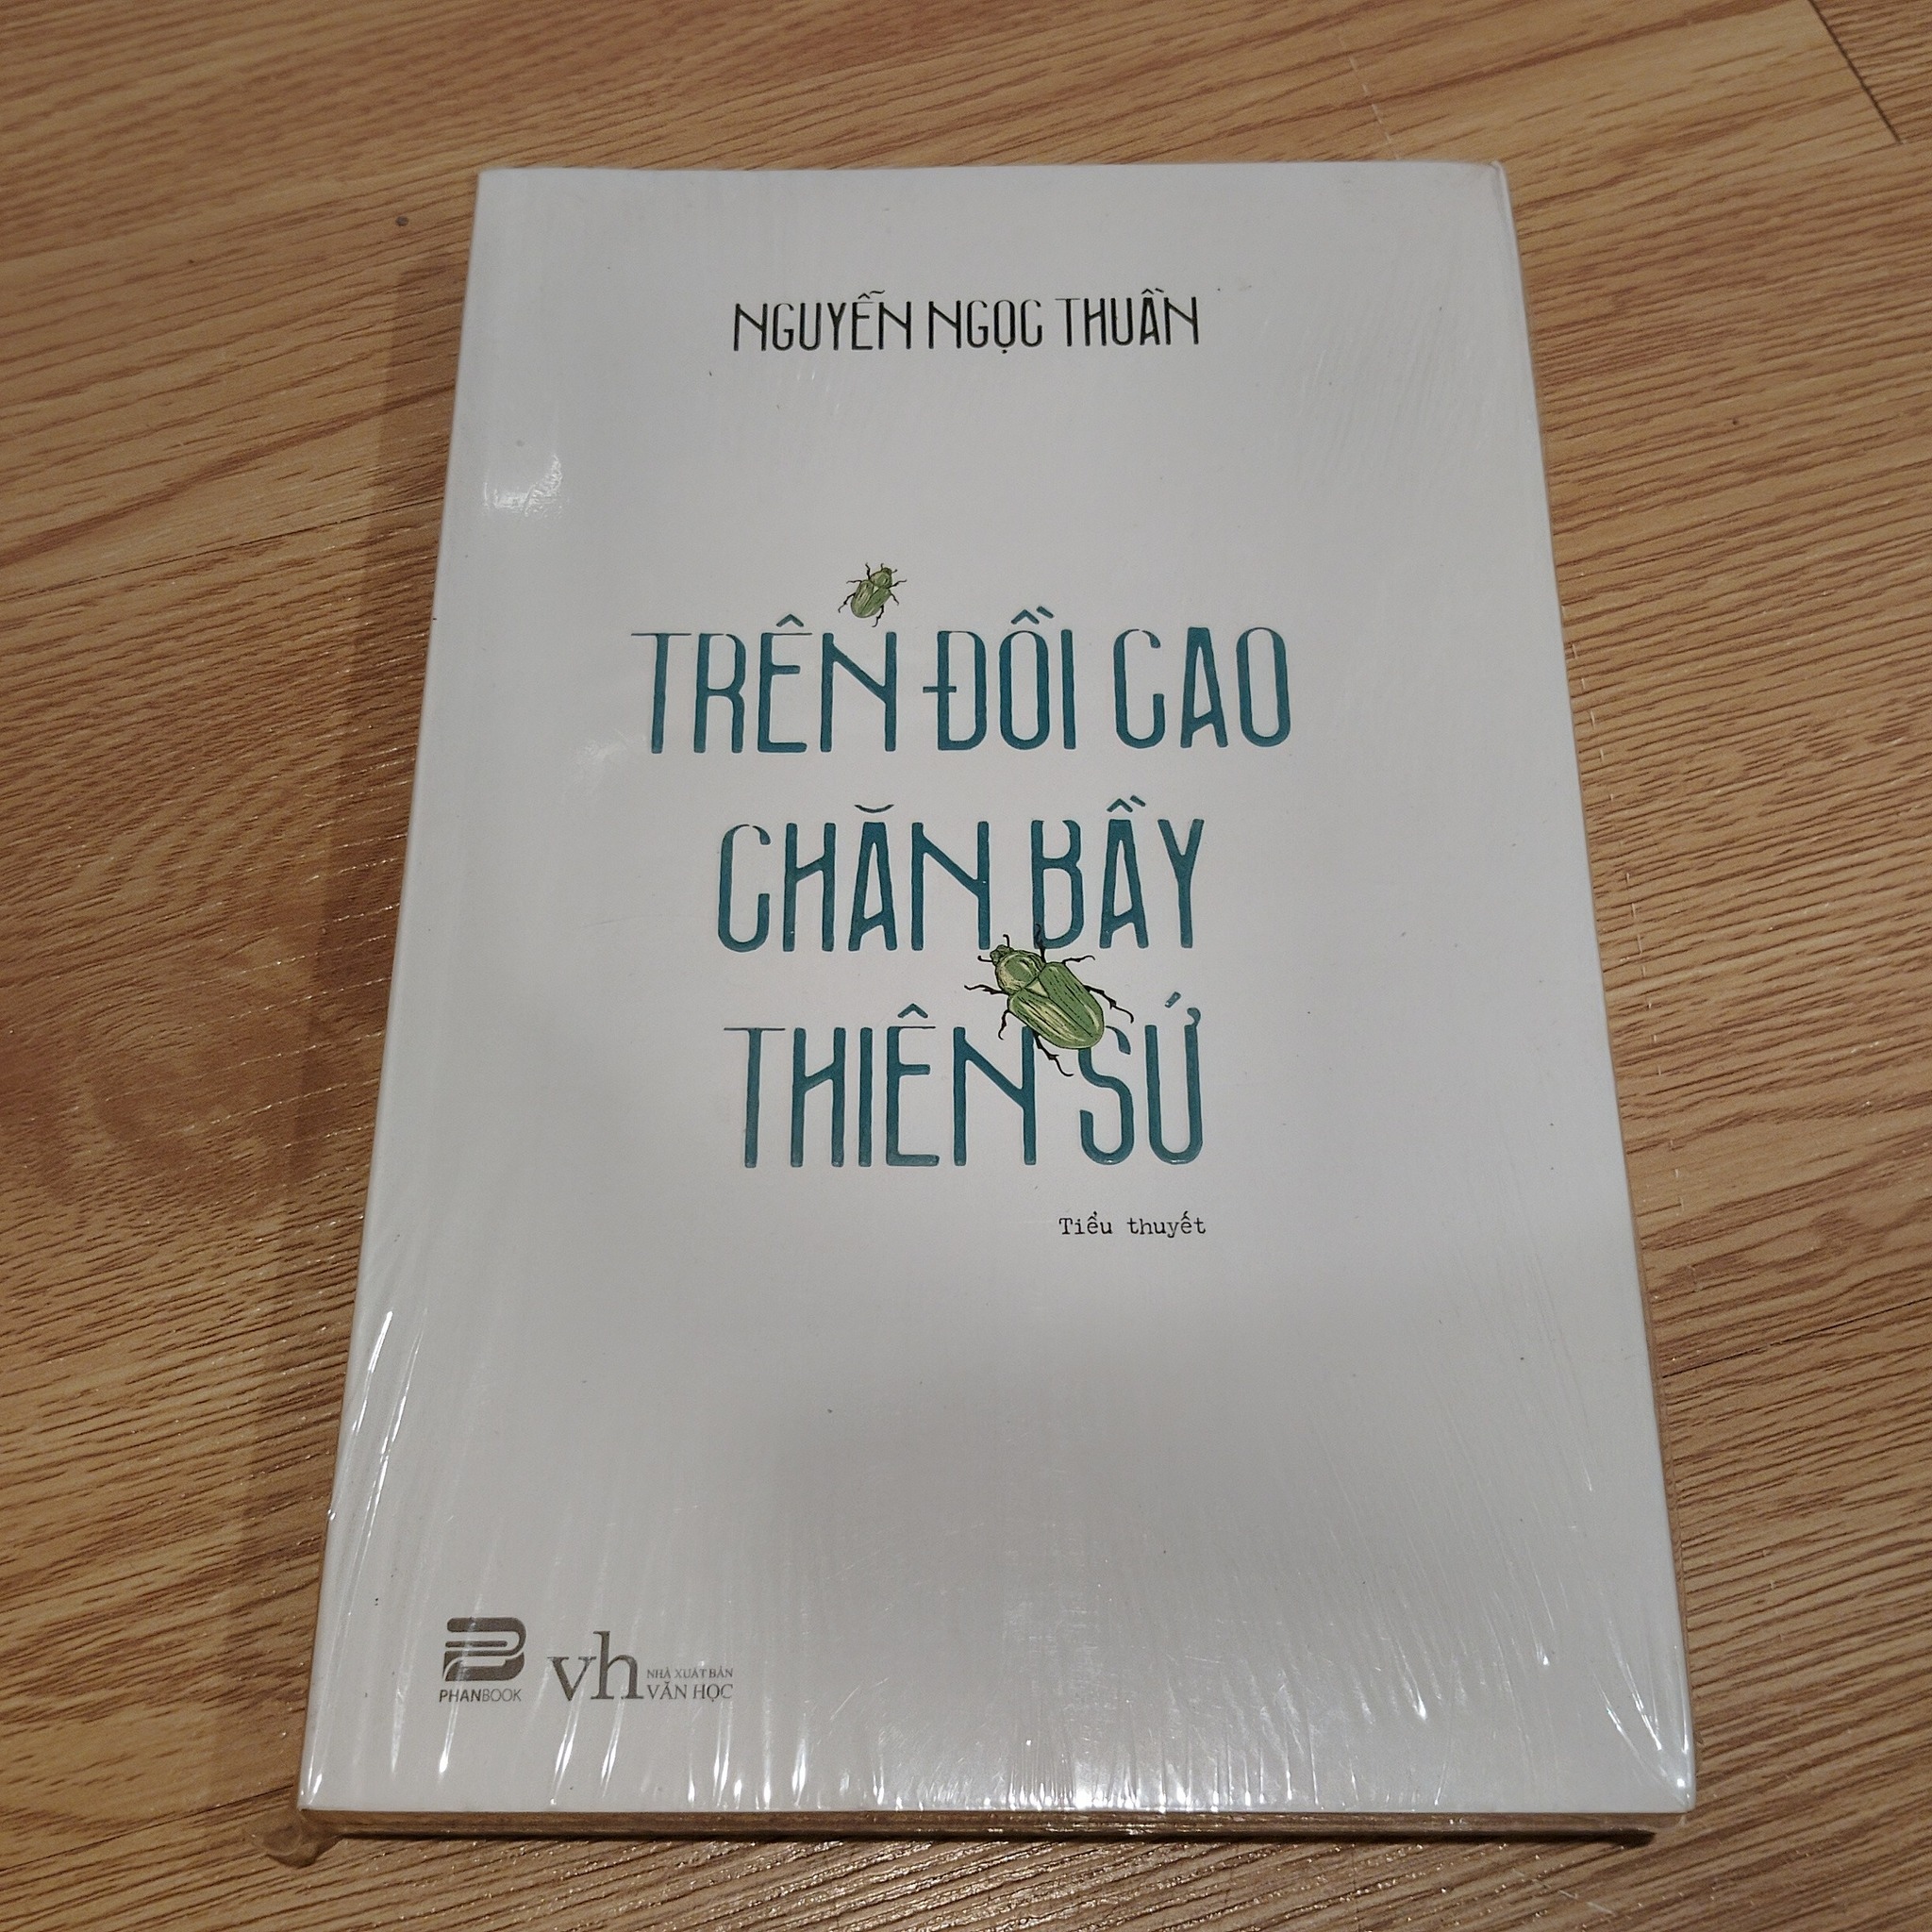 NGUYỄN NGỌC THUẦN
TRÊN ĐỒI CAO
CHĂN BẦY
THIÊN SỨ
Tiểu thuyết
PHANBOOK
vh NHÀ XUẤT BẢN
VĂN HỌC